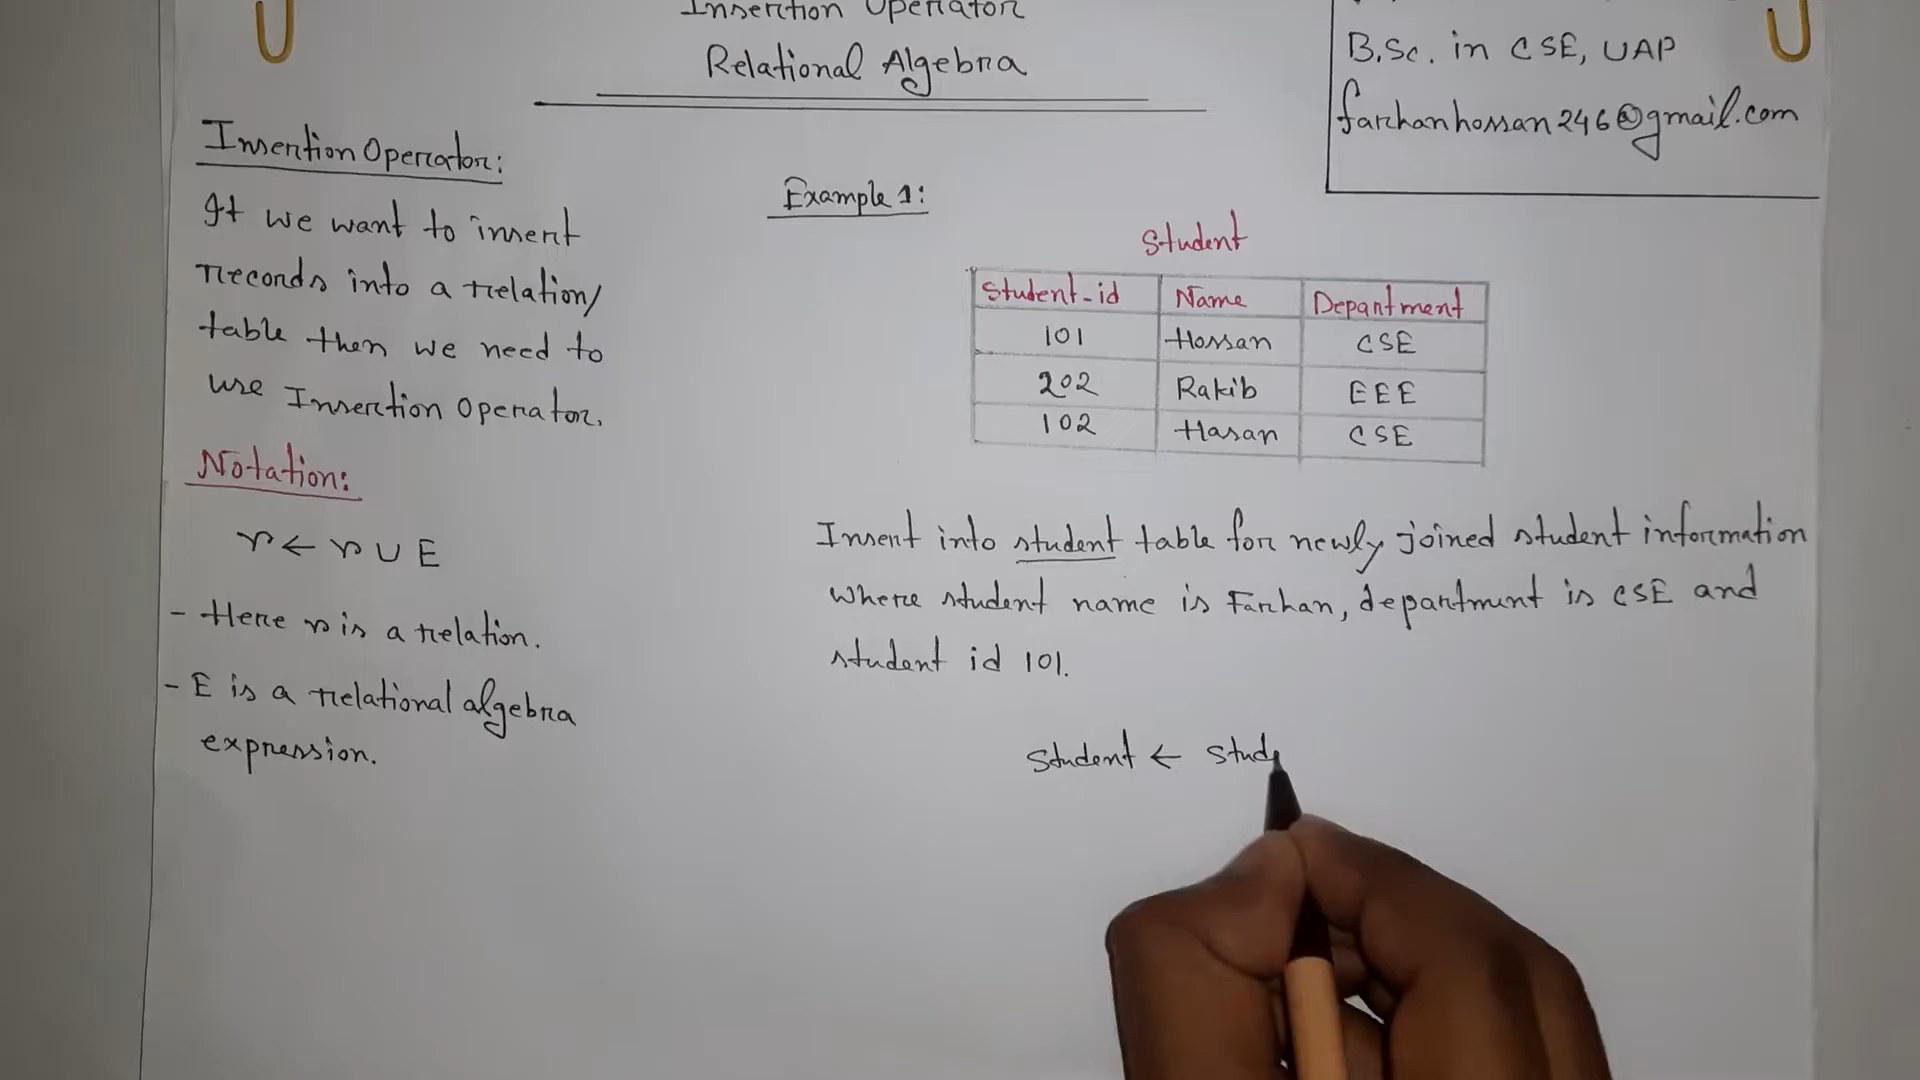 Insertion Operator
Relational Algebra
B.Sc. in CSE, UAP
farhanhossan246@gmail.com
Insertion Operator:
If we want to insert
records into a relation/
table then we need to
use Insertion Operator.
Notation:
r ← r ∪ E
- Here r is a relation.
- E is a relational algebra
expression.
Example 1:
Student
Student-id Name Department
101 Hossan CSE
202 Rakib EEE
102 Hasan CSE
Insert into student table for newly joined student information
where student name is Farhan, department is CSE and
student id 101.
Student ← Stude